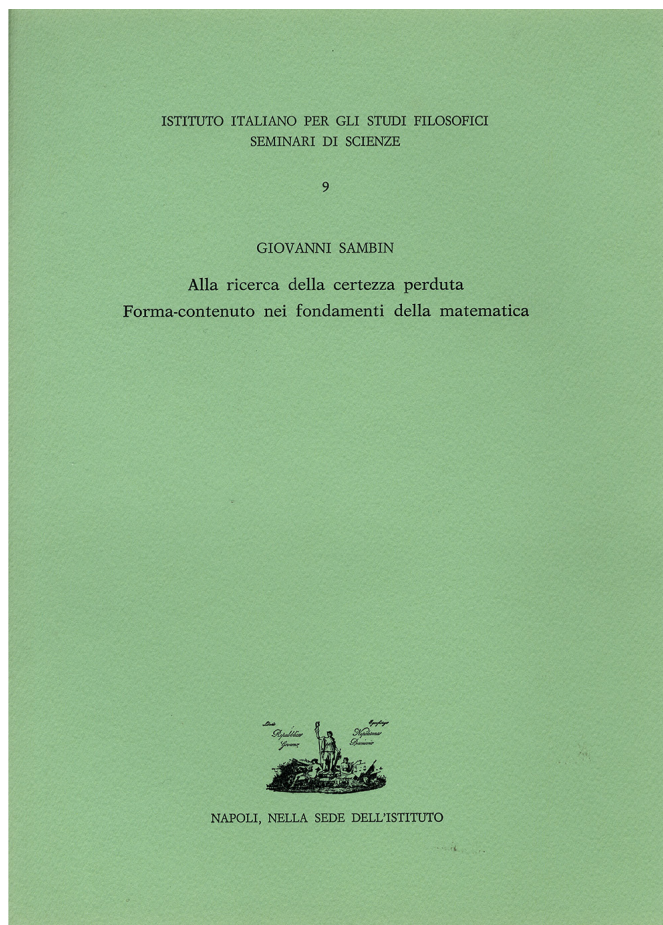 ISTITUTO ITALIANO PER GLI STUDI FILOSOFICI
SEMINARI DI SCIENZE
9
GIOVANNI SAMBIN
Alla ricerca della certezza perduta
Forma-contenuto nei fondamenti della matematica
NAPOLI, NELLA SEDE DELL'ISTITUTO